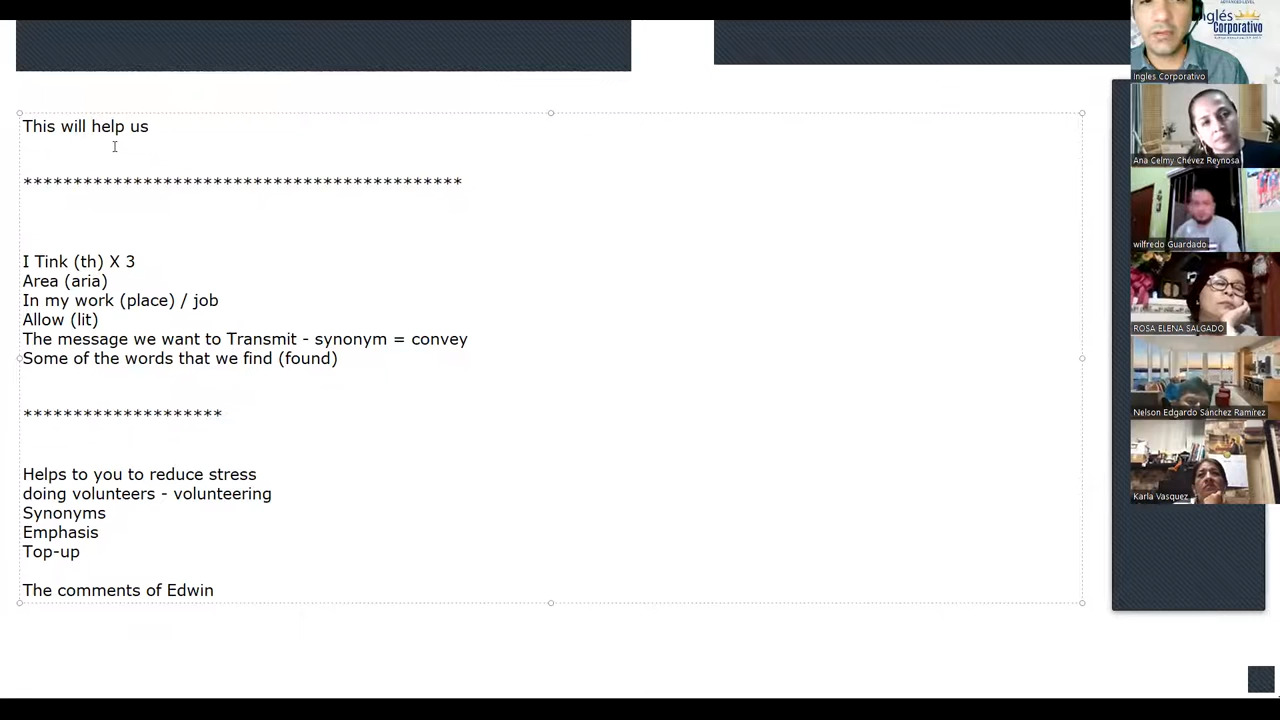 This will help us
********************************************
I Tink (th) X 3
Area (aria)
In my work (place) / job
Allow (lit)
The message we want to Transmit - synonym = convey
Some of the words that we find (found)
********************
Helps to you to reduce stress
doing volunteers - volunteering
Synonyms
Emphasis
Top-up
The comments of Edwin
Inglés
Corporativo
Ingles Corporativo
Ana Celmy Chévez Reynosa
wilfredo Guardado
ROSA ELENA SALGADO
Nelson Edgardo Sánchez Ramírez
Karla Vasquez